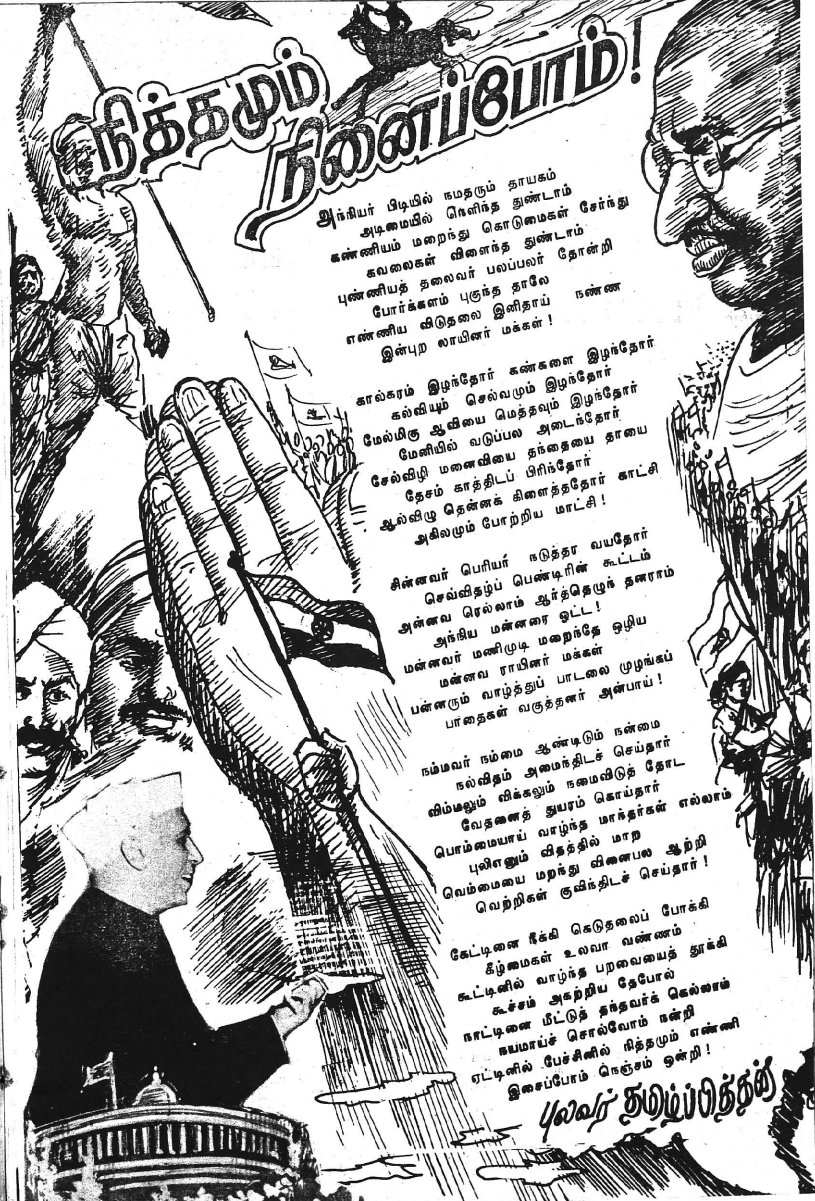 நித்தமும்
நினைப்போம்!
அந்நியர் பிடியில் நமதரும் தாயகம்
அடிமையில் நெளிந்த துண்டாம்
கண்ணியம் மறைந்து கொடுமைகள் சேர்ந்து
கவலைகள் விளைந்த துண்டாம்
புண்ணியத் தலைவர் பலப்பலர் தோன்றி
போர்க்களம் புகுந்த தாலே
எண்ணிய விடுதலை இனிதாய் நண்ண
இன்புற லாயினர் மக்கள்!
கால்கரம் இழந்தோர் கண்களை இழந்தோர்
கல்வியும் செல்வமும் இழந்தோர்
மேல்மிகு ஆவியை மெத்தவும் இழந்தோர்
மேனியில் வடுப்பல அடைந்தோர்
சேல்விழி மனைவியை தந்தையை தாயை
தேசம் காத்திடப் பிரிந்தோர்
ஆல்விழு தென்னக் கிளைத்ததோர் காட்சி
அகிலமும் போற்றிய மாட்சி!
சின்னவர் பெரியர் நடுத்தர வயதோர்
செவ்விதழ்ப் பெண்டிரின் கூட்டம்
அன்னவ ரெல்லாம் ஆர்த்தெழுந் தனராம்
அந்நிய மன்னரை ஓட்ட!
மன்னவர் மணிமுடி மறைந்தே ஒழிய
மன்னவ ராயினர் மக்கள்
பன்னரும் வாழ்த்துப் பாடலை முழங்கப்
பாதைகள் வகுத்தனர் அன்பாய்!
நம்மவர் நம்மை ஆண்டிடும் நன்மை
நல்விதம் அமைந்திடச் செய்தார்
விம்மலும் விக்கலும் நமைவிடுத் தோட
வேதனைத் துயரம் கொய்தார்
பொம்மையாய் வாழ்ந்த மாந்தர்கள் எல்லாம்
புலிஎனும் விதத்தில் மாற
வெம்மையை மறந்து வினைபல ஆற்றி
வெற்றிகள் குவிந்திடச் செய்தார்!
கேட்டினை நீக்கி கெடுதலைப் போக்கி
கீழ்மைகள் உலவா வண்ணம்
கூட்டினில் வாழ்ந்த பறவையைத் தூக்கி
கூச்சம் அகற்றிய தேபோல்
நாட்டினை மீட்டுத் தந்தவர்க் கெல்லாம்
நயமாய்ச் சொல்வோம் நன்றி
ஏட்டினில் பேச்சினில் நித்தமும் எண்ணி
இசைப்போம் நெஞ்சம் ஒன்றி!
புலவர் தமிழ்ப்பித்தன்